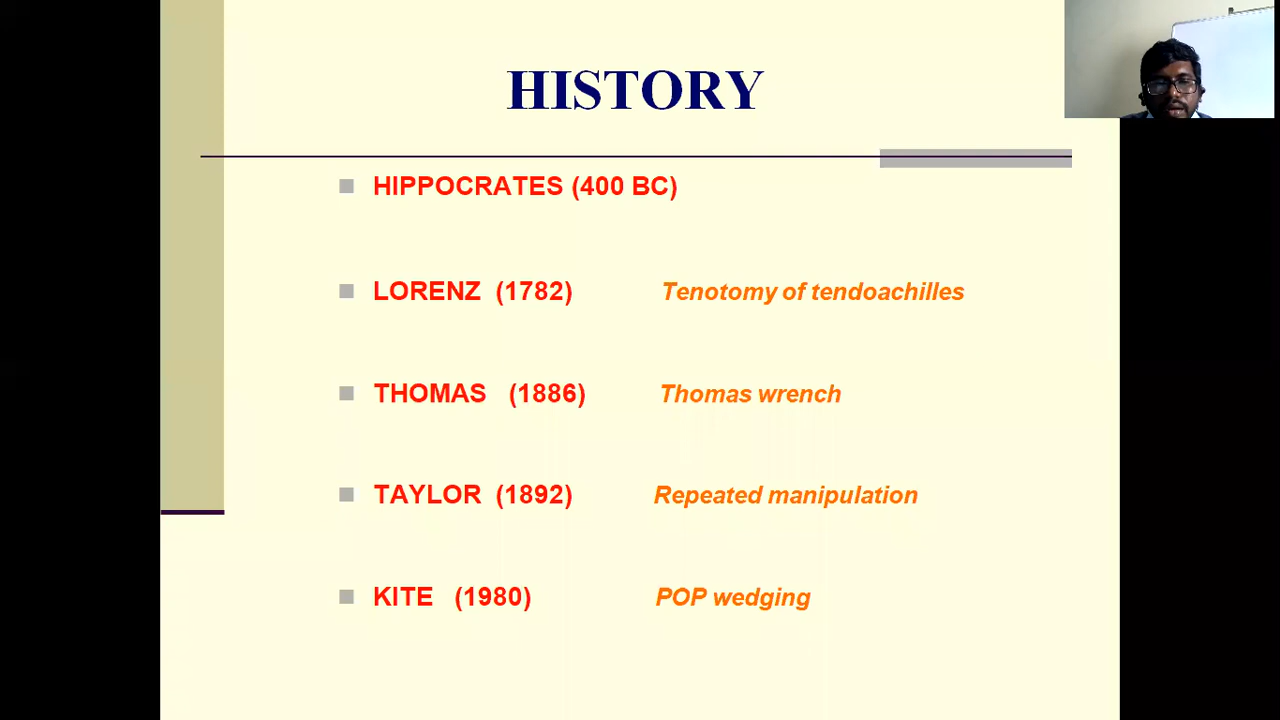 HISTORY
HIPPOCRATES (400 BC)
LORENZ (1782) Tenotomy of tendoachilles
THOMAS (1886) Thomas wrench
TAYLOR (1892) Repeated manipulation
KITE (1980) POP wedging